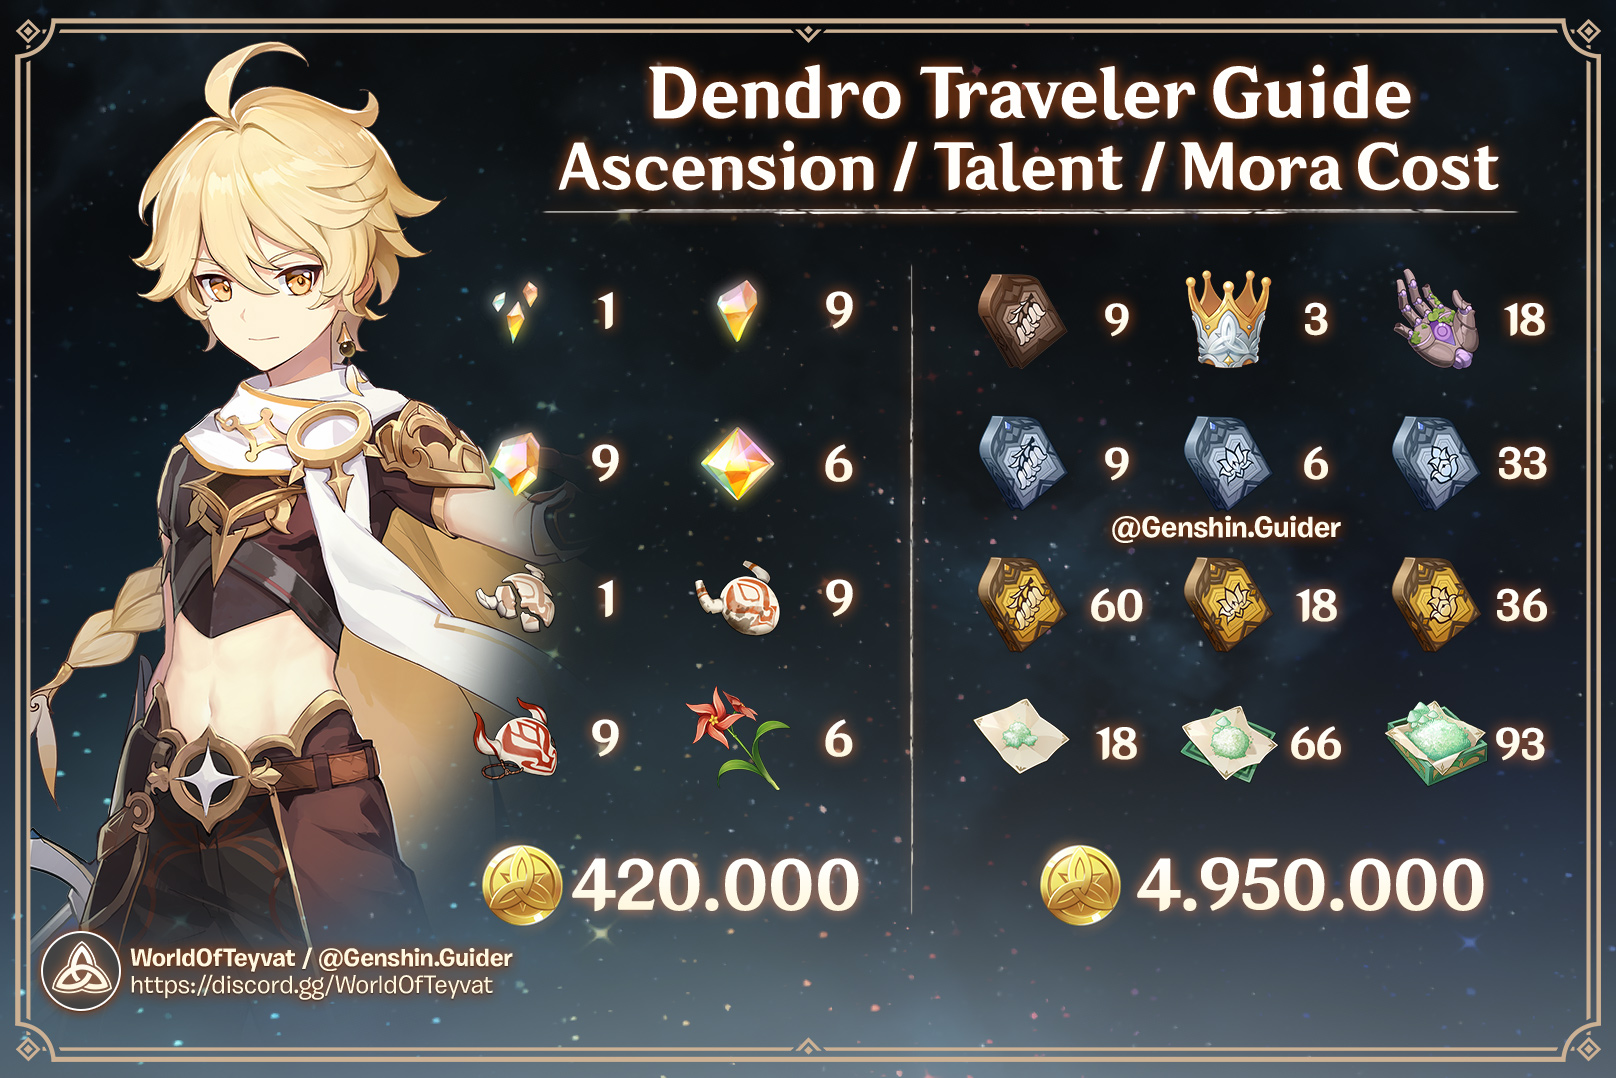 Dendro Traveler Guide
Ascension / Talent / Mora Cost
1 9
9 6
1 9
9 6
420.000
9 3 18
9 6 33
@Genshin.Guider
60 18 36
18 66 93
4.950.000
WorldOfTeyvat / @Genshin.Guider
https://discord.gg/WorldOfTeyvat